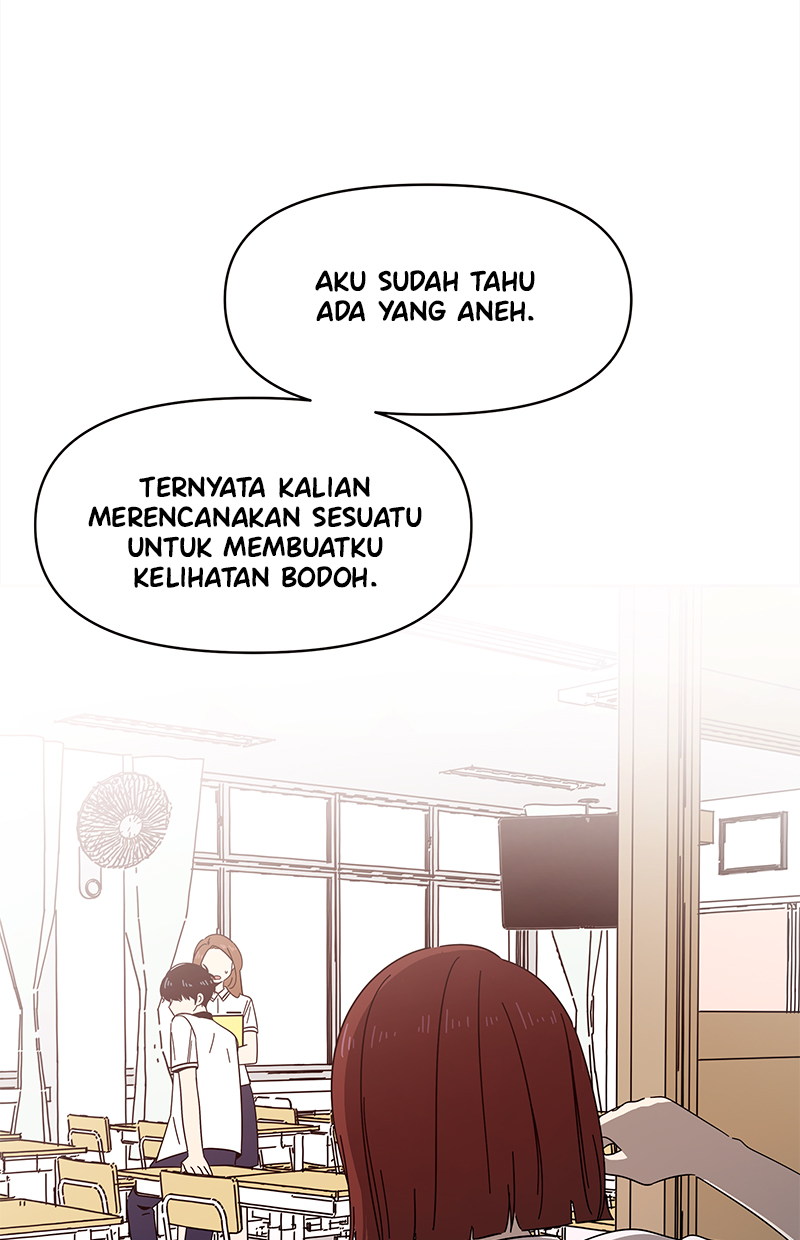 AKU SUDAH TAHU
ADA YANG ANEH.
TERNYATA KALIAN
MERENCANAKAN SESUATU
UNTUK MEMBUATKU
KELIHATAN BODOH.